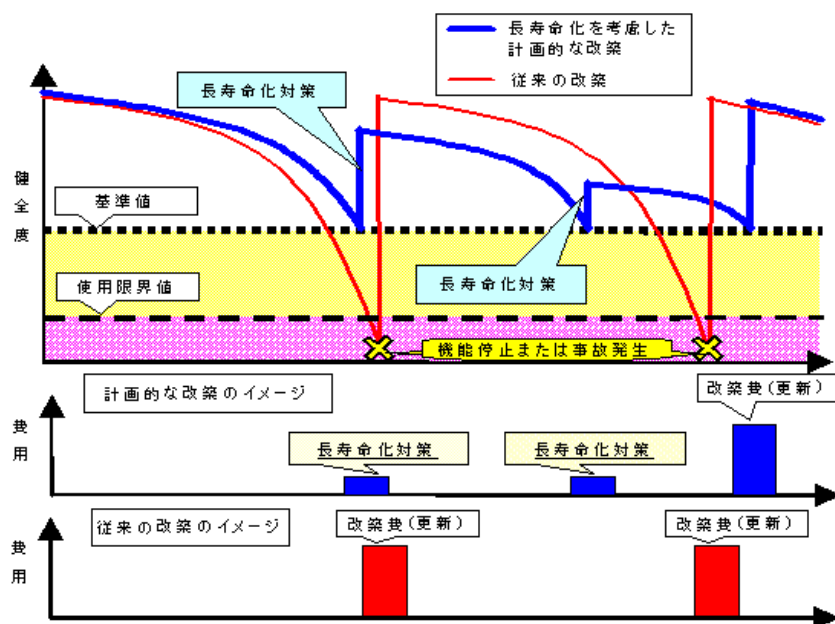 長寿命化を考慮した
計画的な改築
従来の改築
長寿命化対策
健全度
基準値
長寿命化対策
使用限界値
機能停止または事故発生
計画的な改築のイメージ
改築費(更新)
費用
長寿命化対策
長寿命化対策
従来の改築のイメージ
改築費(更新)
改築費(更新)
費用